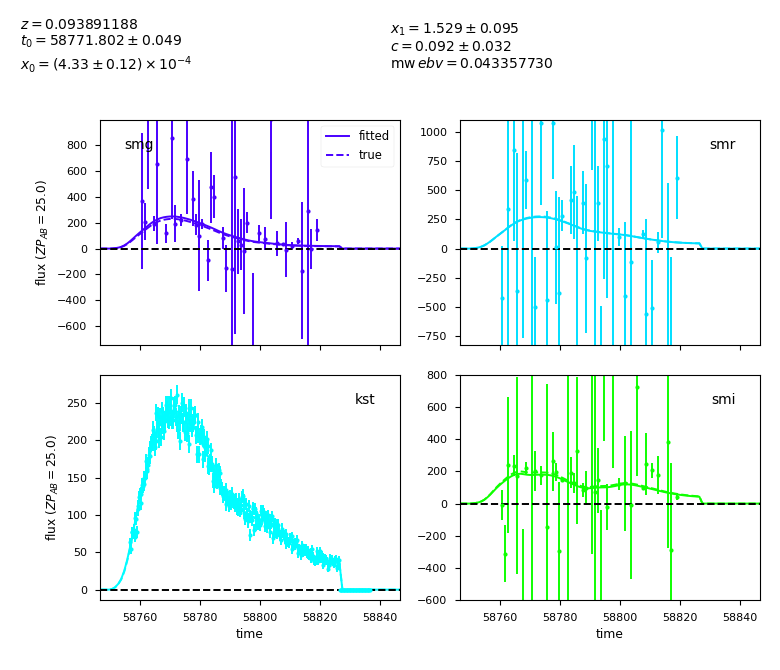 z = 0.093891188
t₀ = 58771.802 ± 0.049
x₀ = (4.33 ± 0.12) × 10⁻⁴
x₁ = 1.529 ± 0.095
c = 0.092 ± 0.032
mw ebv = 0.043357730
smg
fitted
true
800
600
400
200
0
−200
−400
−600
flux (ZP_AB = 25.0)
smr
1000
750
500
250
0
−250
−500
−750
kst
250
200
150
100
50
0
flux (ZP_AB = 25.0)
58760 58780 58800 58820 58840
time
smi
800
600
400
200
0
−200
−400
−600
58760 58780 58800 58820 58840
time